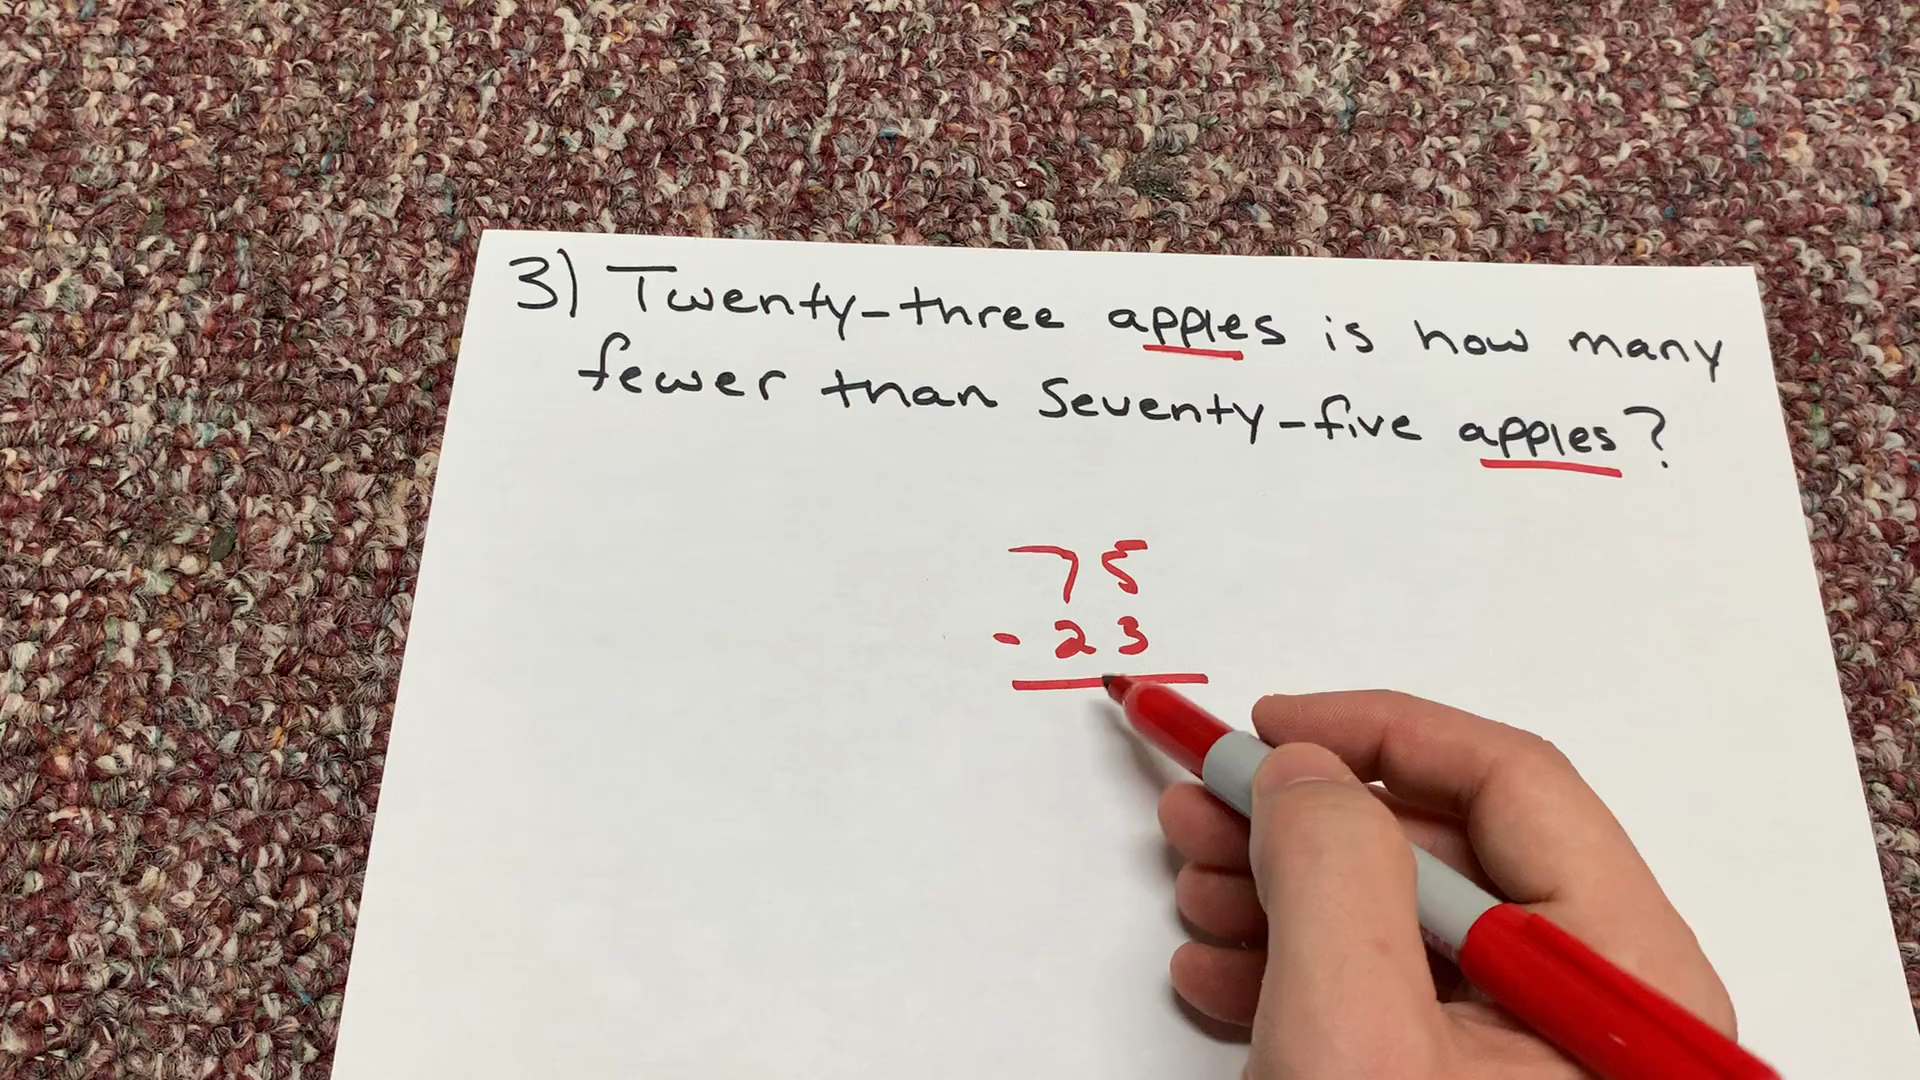 3) Twenty-three apples is how many
fewer than Seventy-five apples?
75
- 23